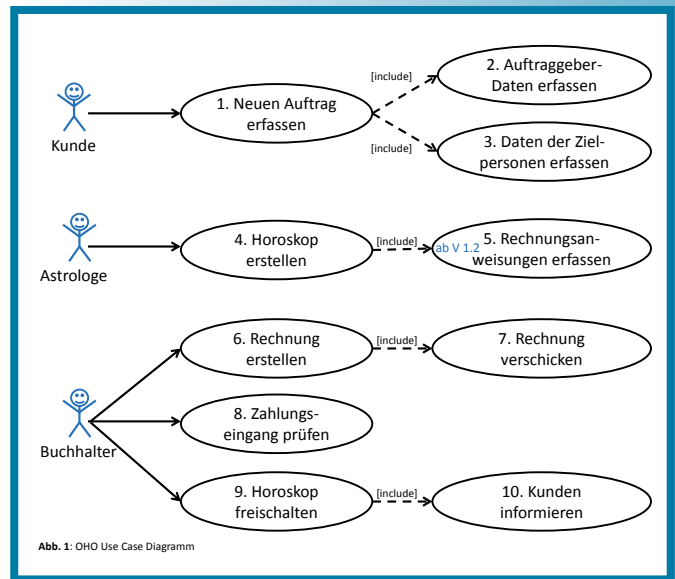 [include]
2. Auftraggeber-
Daten erfassen
1. Neuen Auftrag
erfassen
Kunde
[include]
3. Daten der Ziel-
personen erfassen
4. Horoskop
erstellen
[include]
ab V 1.2
5. Rechnungsan-
weisungen erfassen
Astrologe
6. Rechnung
erstellen
[include]
7. Rechnung
verschicken
8. Zahlungs-
eingang prüfen
Buchhalter
9. Horoskop
freischalten
[include]
10. Kunden
informieren
Abb. 1: OHO Use Case Diagramm